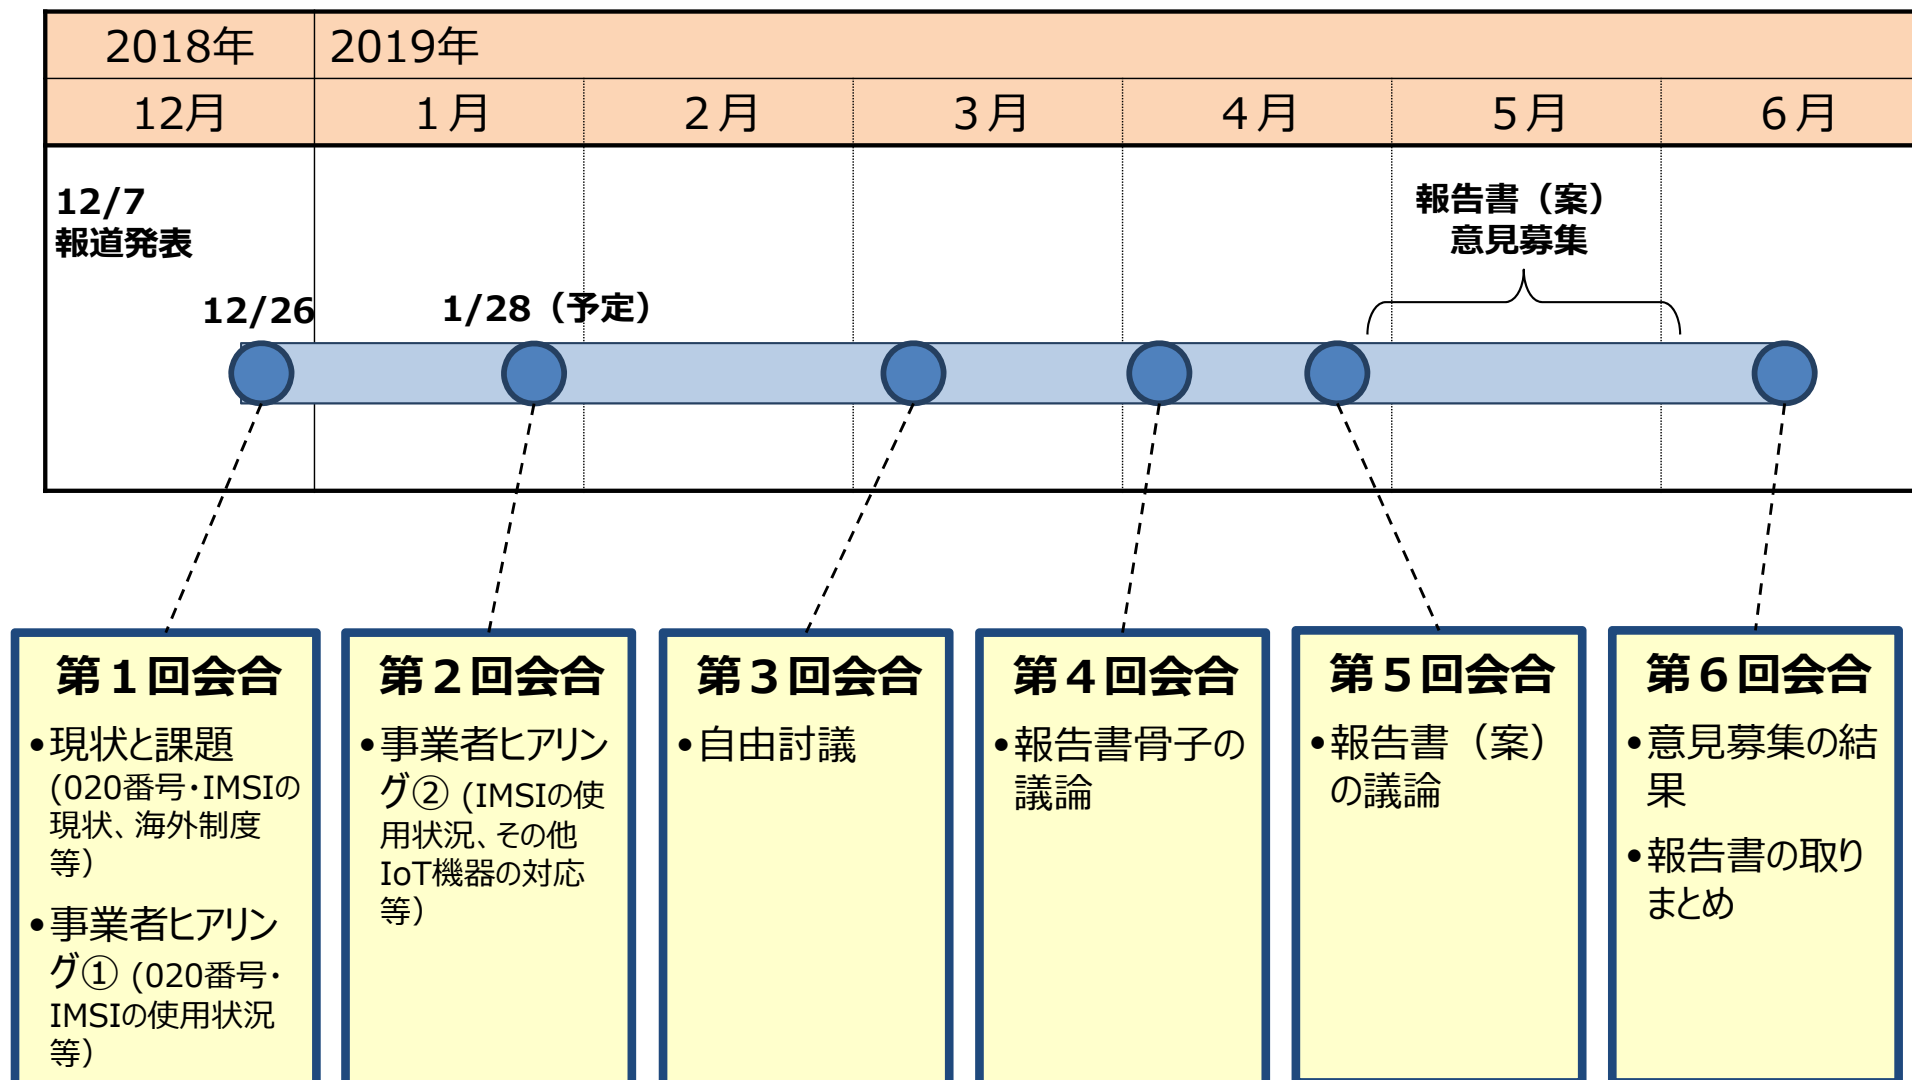 2018年 2019年
12月 1月 2月 3月 4月 5月 6月
12/7
報道発表
12/26
1/28（予定）
報告書（案）
意見募集
第１回会合
•現状と課題
(020番号・IMSIの
現状、海外制度
等）
•事業者ヒアリン
グ① (020番号・
IMSIの使用状況
等）
第２回会合
•事業者ヒアリン
グ② (IMSIの使
用状況、その他
IoT機器の対応
等）
第３回会合
•自由討議
第４回会合
•報告書骨子の
議論
第５回会合
•報告書（案）
の議論
第６回会合
•意見募集の結
果
•報告書の取り
まとめ